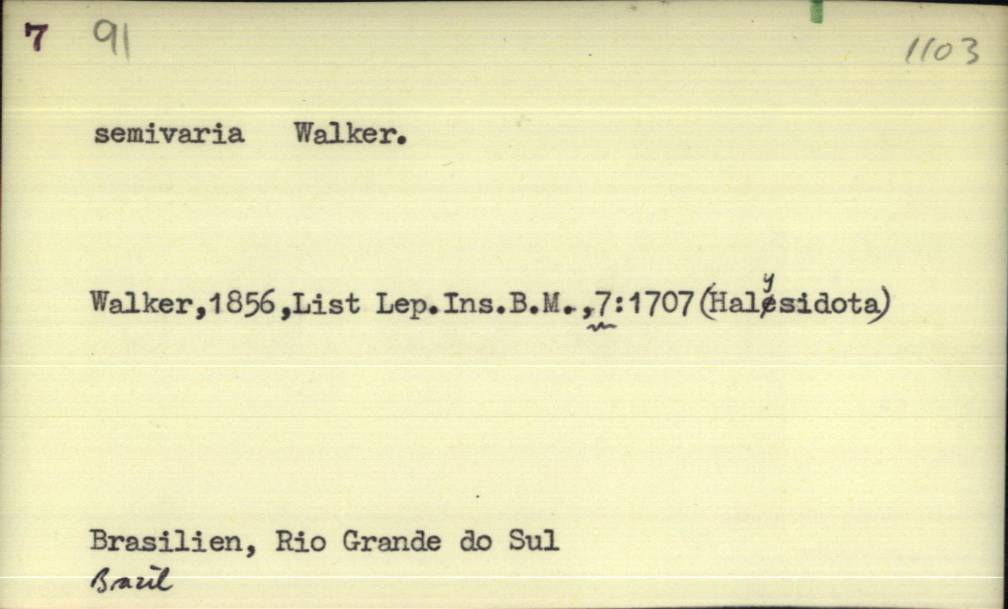 7 91 1103
semivaria Walker.
Walker,1856,List Lep.Ins.B.M.,7:1707(Halysidota)
Brasilien, Rio Grande do Sul
Brazil